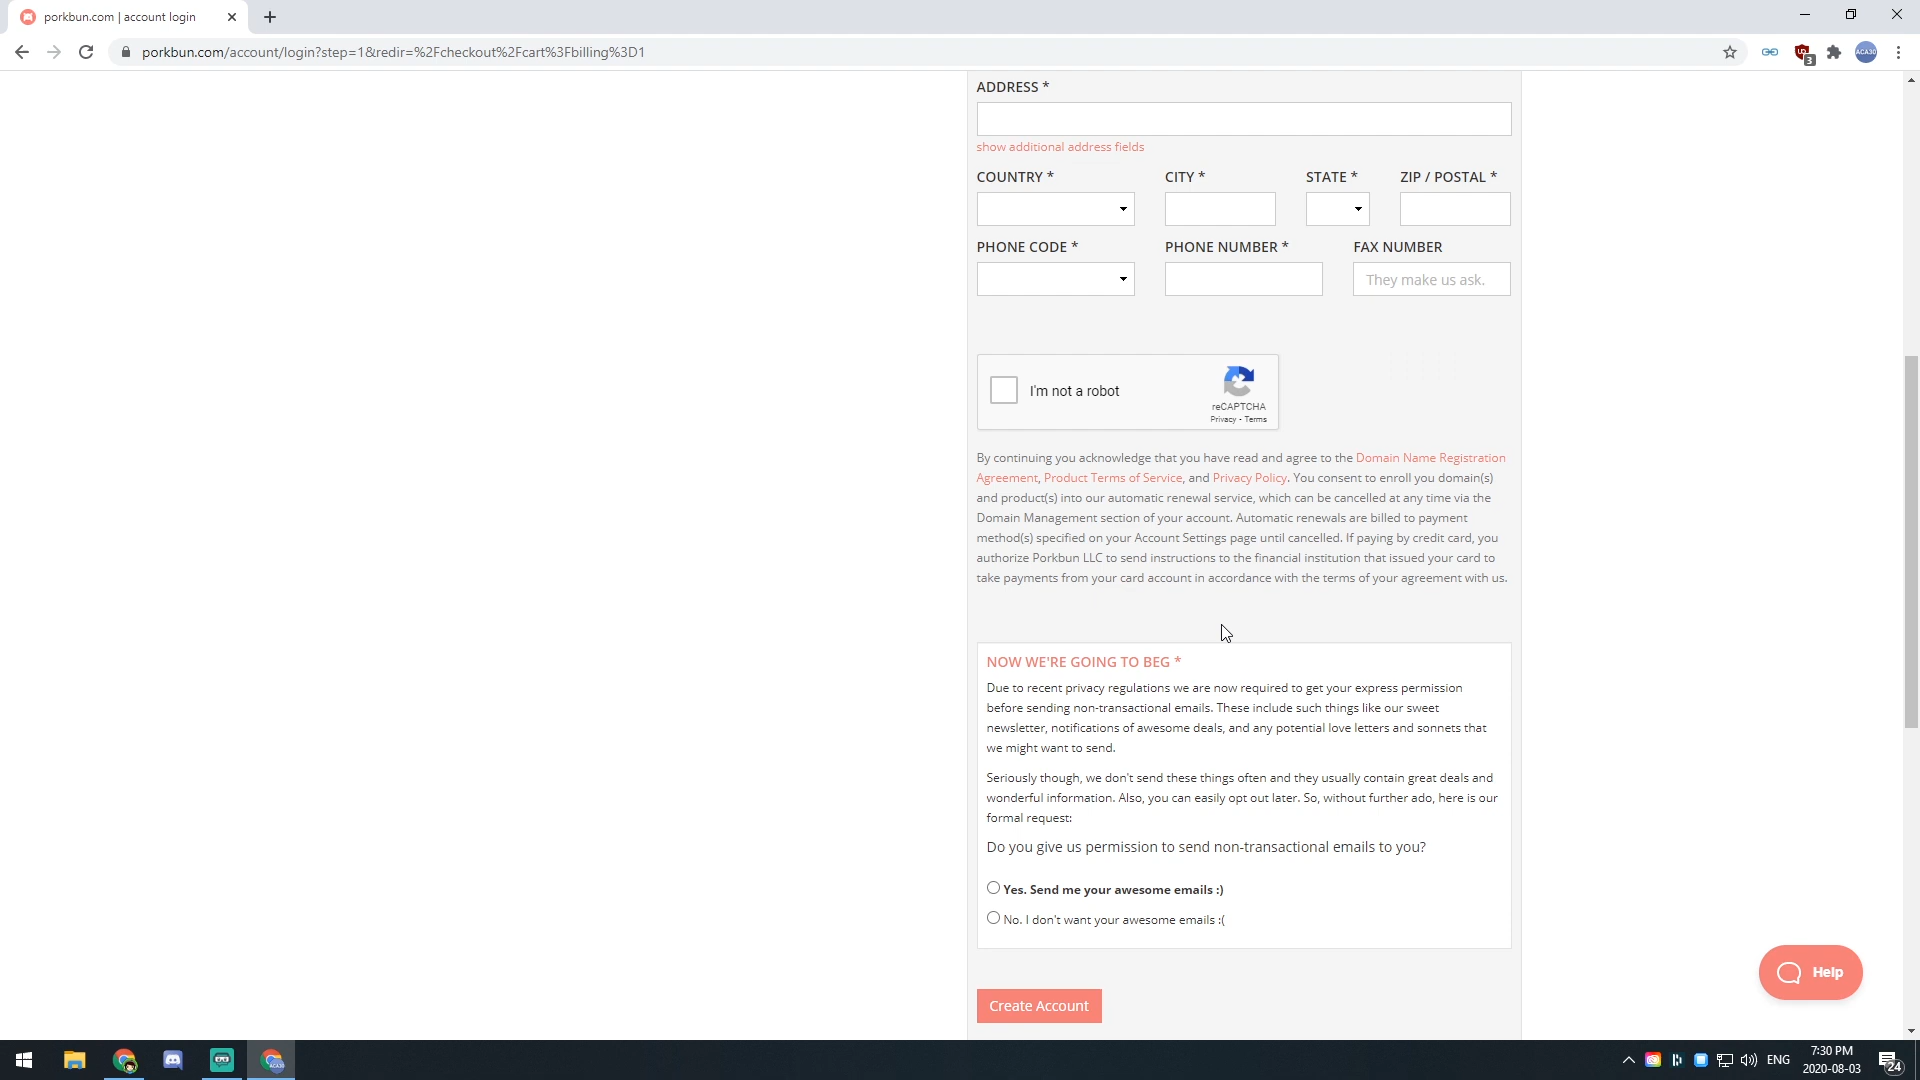 porkbun.com | account login
porkbun.com/account/login?step=1&redir=%2Fcheckout%2Fcart%3Fbilling%3D1
3
ACA30
ADDRESS *
show additional address fields
COUNTRY * CITY * STATE * ZIP / POSTAL *
PHONE CODE * PHONE NUMBER * FAX NUMBER
They make us ask.
I'm not a robot
reCAPTCHA
Privacy - Terms
By continuing you acknowledge that you have read and agree to the Domain Name Registration
Agreement, Product Terms of Service, and Privacy Policy. You consent to enroll you domain(s)
and product(s) into our automatic renewal service, which can be cancelled at any time via the
Domain Management section of your account. Automatic renewals are billed to payment
method(s) specified on your Account Settings page until cancelled. If paying by credit card, you
authorize Porkbun LLC to send instructions to the financial institution that issued your card to
take payments from your card account in accordance with the terms of your agreement with us.
NOW WE'RE GOING TO BEG *
Due to recent privacy regulations we are now required to get your express permission
before sending non-transactional emails. These include such things like our sweet
newsletter, notifications of awesome deals, and any potential love letters and sonnets that
we might want to send.
Seriously though, we don't send these things often and they usually contain great deals and
wonderful information. Also, you can easily opt out later. So, without further ado, here is our
formal request:
Do you give us permission to send non-transactional emails to you?
Yes. Send me your awesome emails :)
No. I don't want your awesome emails :(
Help
Create Account
ACA30
ENG
7:30 PM
2020-08-03
24